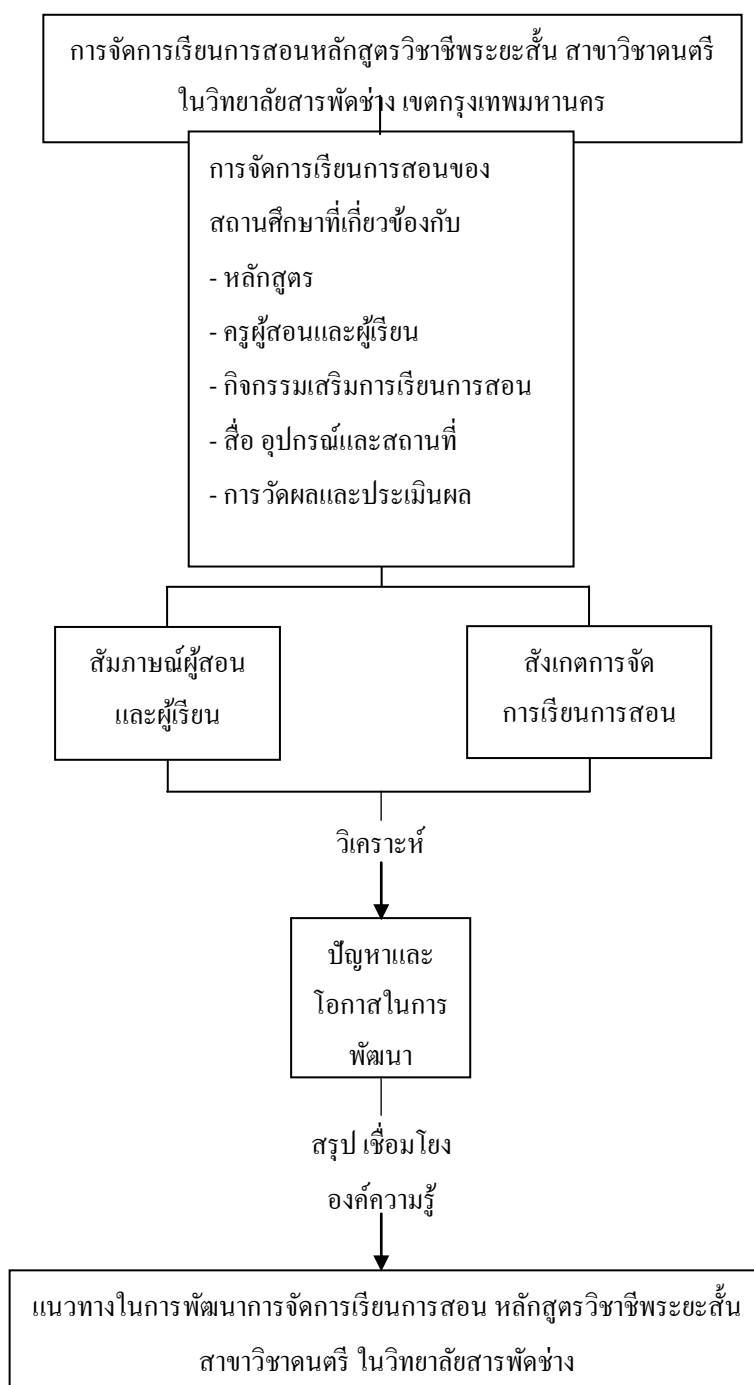 การจัดการเรียนการสอนหลักสูตรวิชาชีพระยะสั้น สาขาวิชาดนตรี
ในวิทยาลัยสารพัดช่าง เขตกรุงเทพมหานคร
การจัดการเรียนการสอนของ
สถานศึกษาที่เกี่ยวข้องกับ
- หลักสูตร
- ครูผู้สอนและผู้เรียน
- กิจกรรมเสริมการเรียนการสอน
- สื่อ อุปกรณ์และสถานที่
- การวัดผลและประเมินผล
สัมภาษณ์ผู้สอน
และผู้เรียน
สังเกตการจัด
การเรียนการสอน
วิเคราะห์
ปัญหาและ
โอกาสในการ
พัฒนา
สรุป เชื่อมโยง
องค์ความรู้
แนวทางในการพัฒนาการจัดการเรียนการสอน หลักสูตรวิชาชีพระยะสั้น
สาขาวิชาดนตรี ในวิทยาลัยสารพัดช่าง